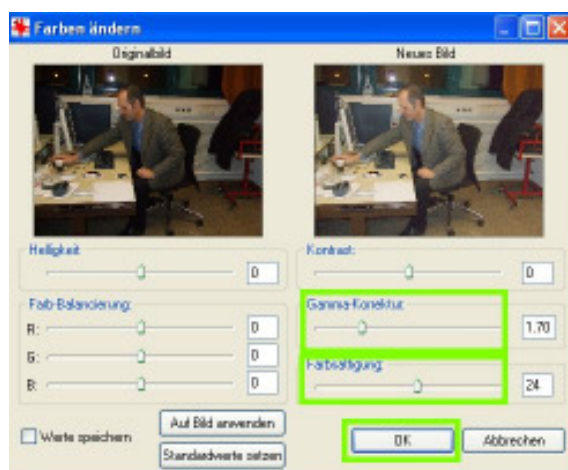 Farben ändern
Originalbild
Neues Bild
Helligkeit
0
Kontrast:
0
Farb-Balancierung:
R:
0
G:
0
B:
0
Gamma-Korrektur:
1.70
Farbsättigung:
24
Werte speichern
Auf Bild anwenden
Standardwerte setzen
OK
Abbrechen